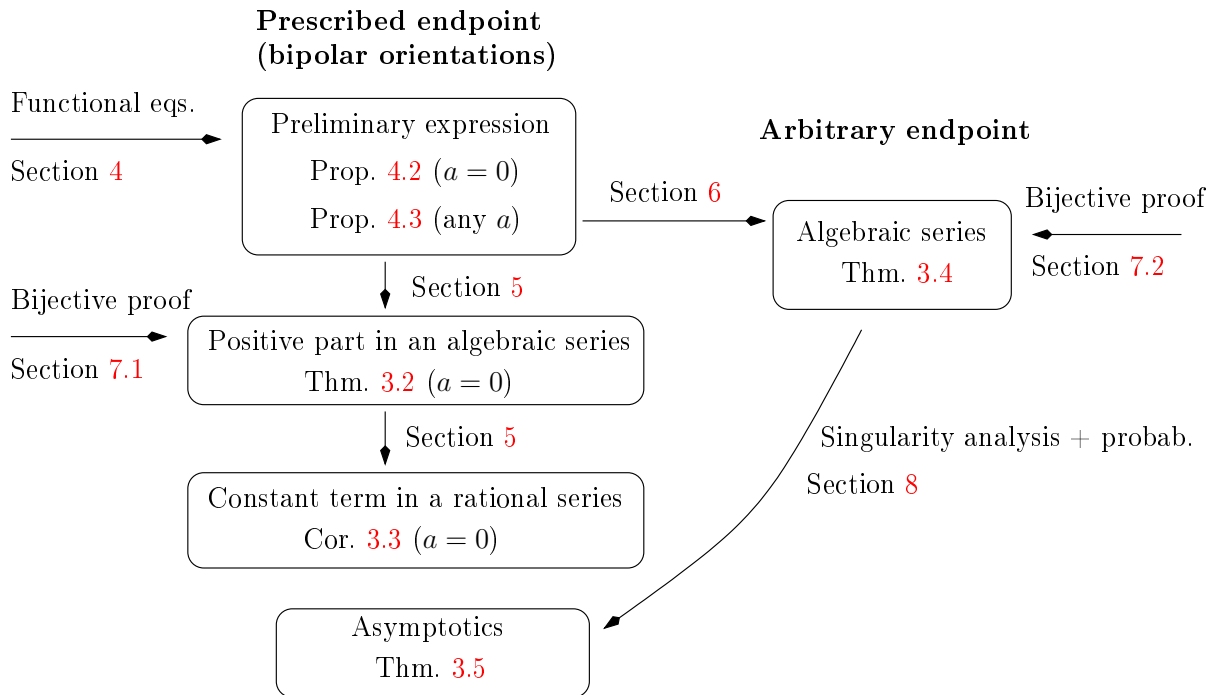 Prescribed endpoint
(bipolar orientations)
Functional eqs.
Section 4
Preliminary expression
Prop. 4.2 (a = 0)
Prop. 4.3 (any a)
Arbitrary endpoint
Section 6
Algebraic series
Thm. 3.4
Bijective proof
Section 7.2
Section 5
Bijective proof
Section 7.1
Positive part in an algebraic series
Thm. 3.2 (a = 0)
Section 5
Singularity analysis + probab.
Section 8
Constant term in a rational series
Cor. 3.3 (a = 0)
Asymptotics
Thm. 3.5